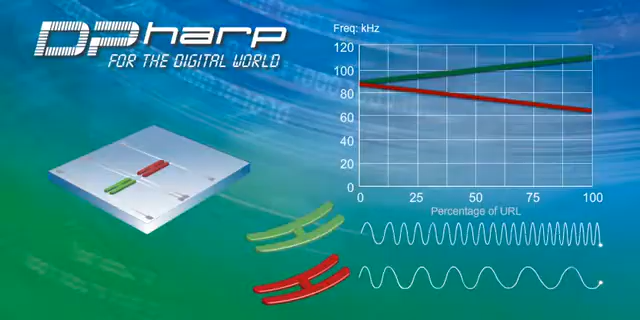 DPharp
FOR THE DIGITAL WORLD
Freq: kHz
120
100
80
60
40
20
0
0 25 50 75 100
Percentage of URL